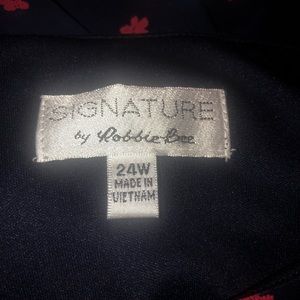 SIGNATURE
by Robbie Bee
24W
MADE IN
VIETNAM